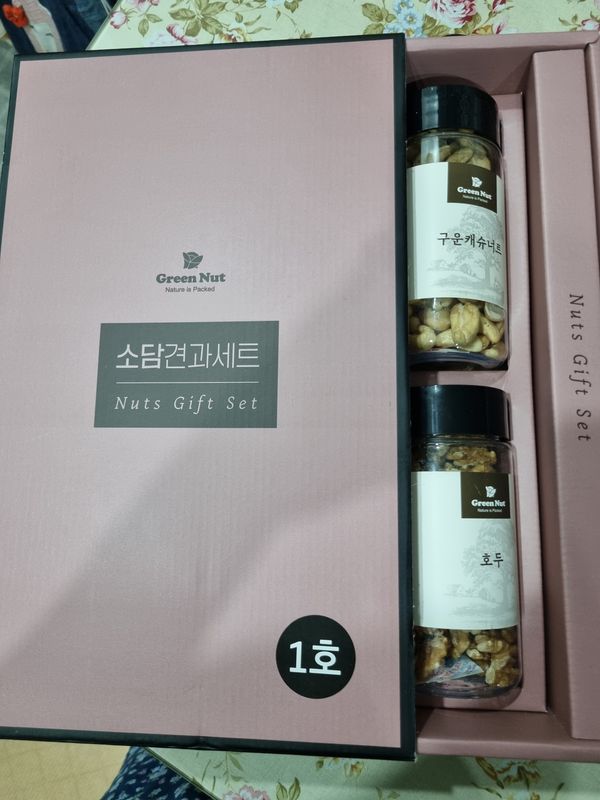 Green Nut
Nature is Packed
소담견과세트
Nuts Gift Set
1호
Green Nut
Nature is Packed
구운캐슈너트
Green Nut
Nature is Packed
호두
Nuts Gift Set